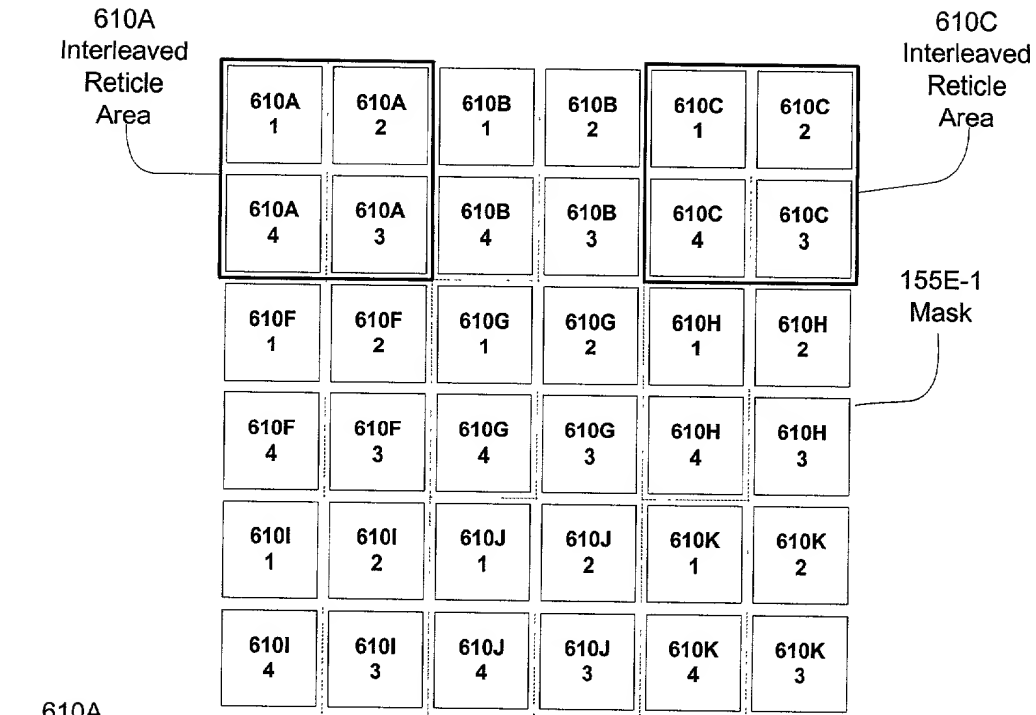 610A
Interleaved
Reticle
Area
610C
Interleaved
Reticle
Area
610A 610A 610B 610B 610C 610C
1 2 1 2 1 2
610A 610A 610B 610B 610C 610C
4 3 4 3 4 3
155E-1
Mask
610F 610F 610G 610G 610H 610H
1 2 1 2 1 2
610F 610F 610G 610G 610H 610H
4 3 4 3 4 3
610I 610I 610J 610J 610K 610K
1 2 1 2 1 2
610I 610I 610J 610J 610K 610K
4 3 4 3 4 3
610A